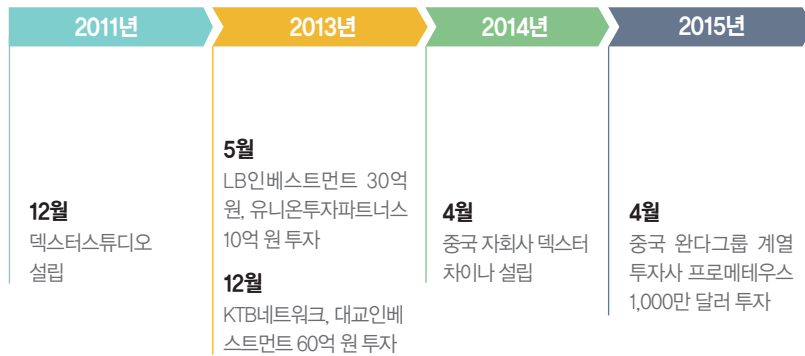 2011년
12월
덱스터스튜디오
설립
2013년
5월
LB인베스트먼트 30억
원, 유니온투자파트너스
10억 원 투자
12월
KTB네트워크, 대교인베
스트먼트 60억 원 투자
2014년
4월
중국 자회사 덱스터
차이나 설립
2015년
4월
중국 완다그룹 계열
투자사 프로메테우스
1,000만 달러 투자